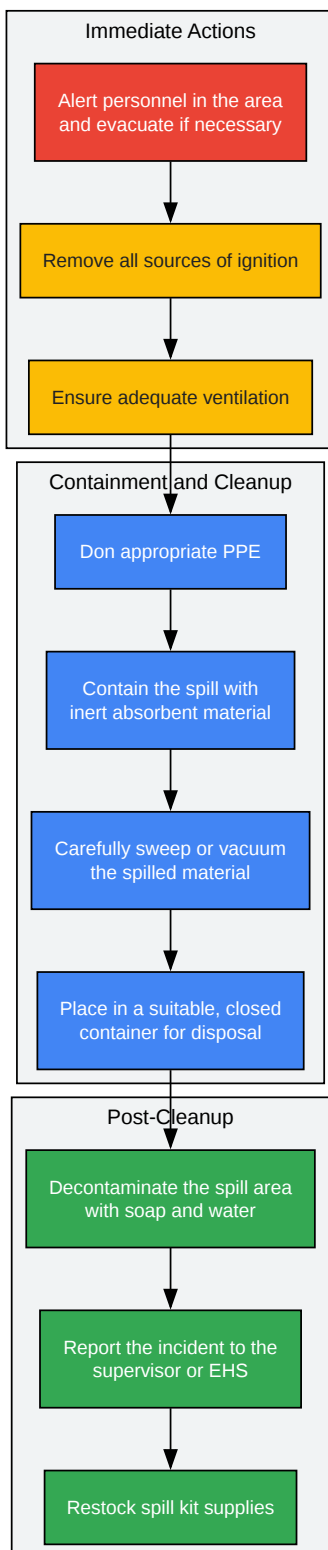 Immediate Actions
Alert personnel in the area
and evacuate if necessary
Remove all sources of ignition
Ensure adequate ventilation
Containment and Cleanup
Don appropriate PPE
Contain the spill with
inert absorbent material
Carefully sweep or vacuum
the spilled material
Place in a suitable, closed
container for disposal
Post-Cleanup
Decontaminate the spill area
with soap and water
Report the incident to the
supervisor or EHS
Restock spill kit supplies